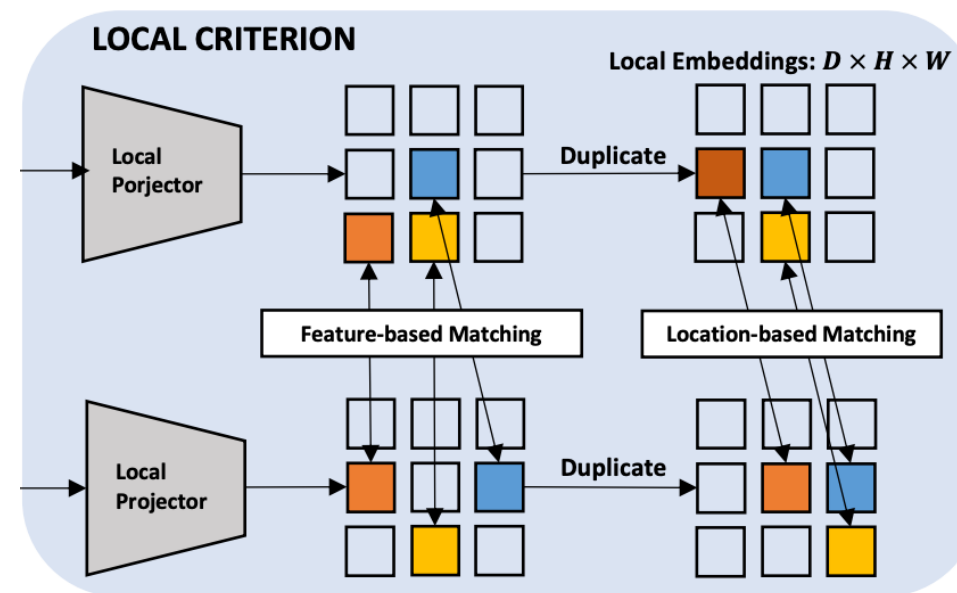 LOCAL CRITERION
Local Embeddings: D × H × W
Local
Porjector
Duplicate
Feature-based Matching
Location-based Matching
Local
Projector
Duplicate